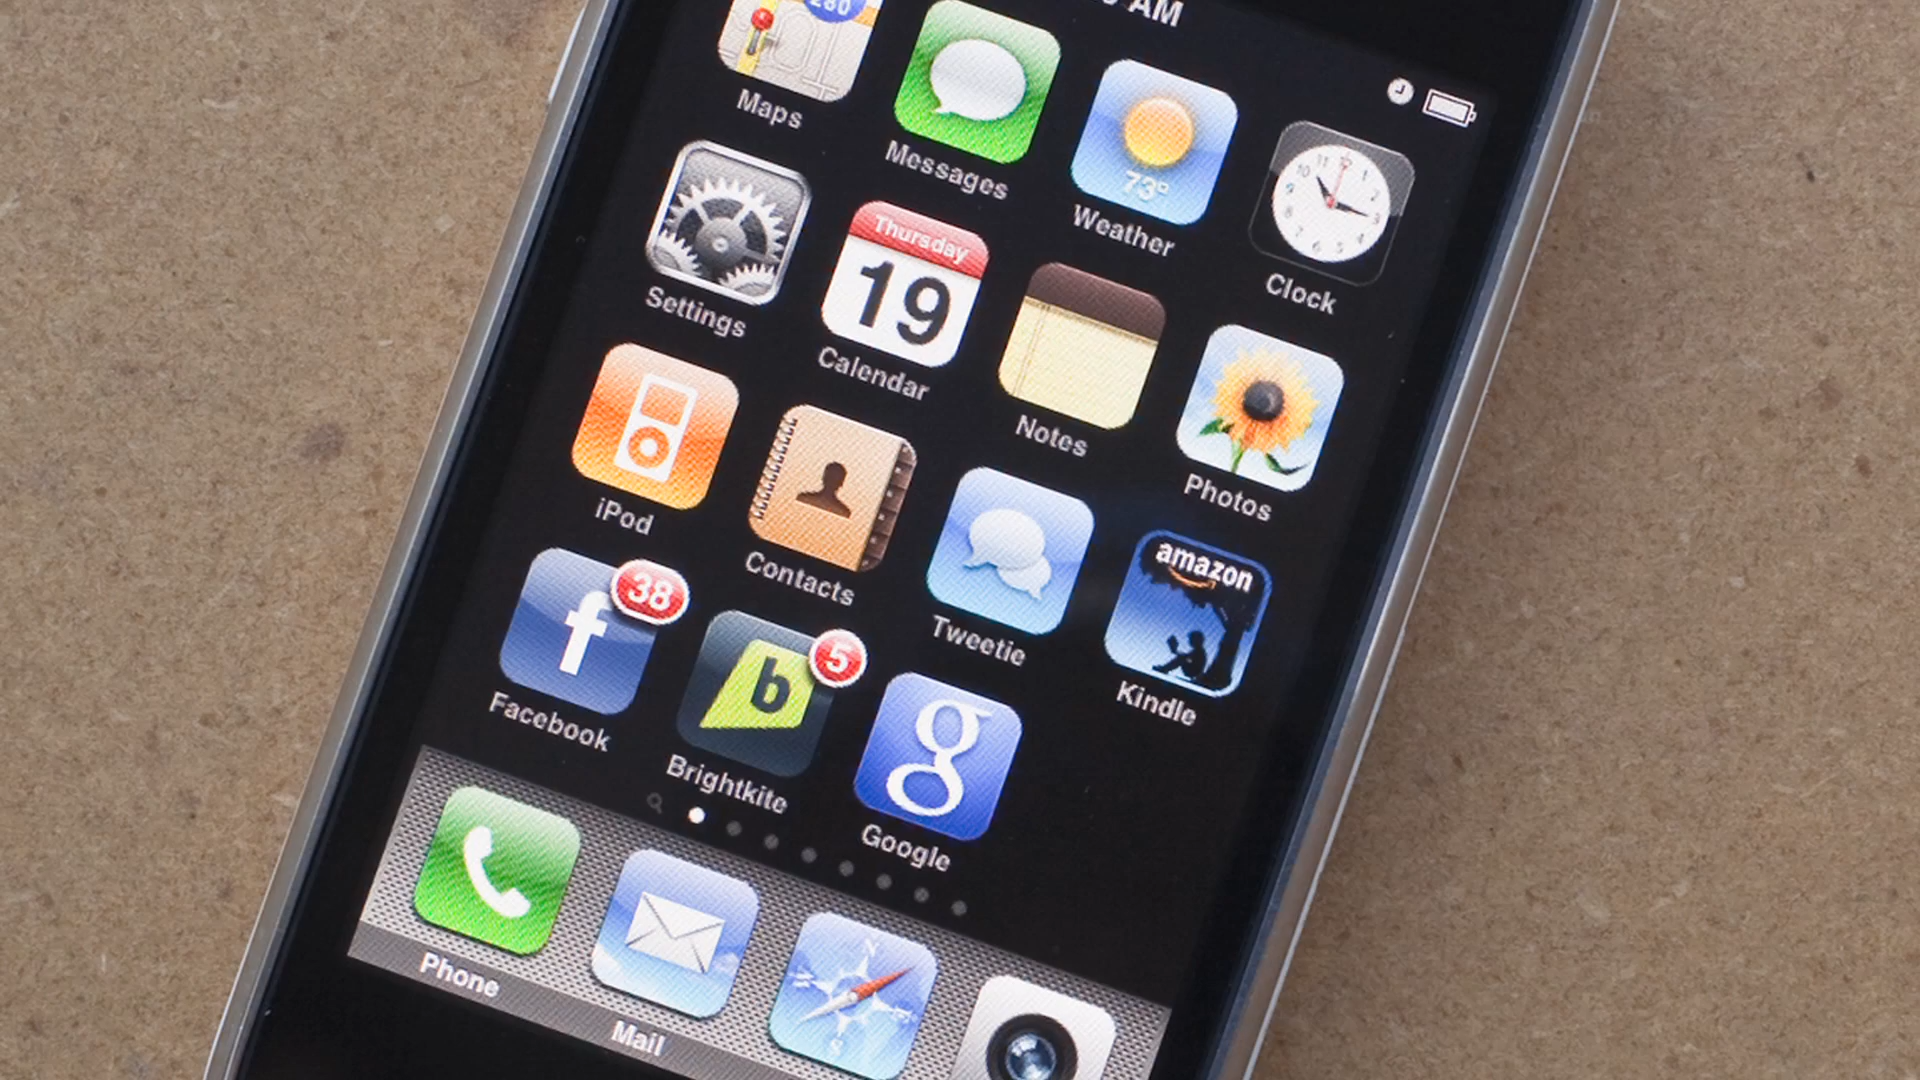 AM
280
Maps
Messages
73°
Weather
Clock
Settings
Thursday
19
Calendar
Notes
Photos
iPod
Contacts
Tweetie
amazon
Kindle
f
38
Facebook
b
5
Brightkite
g
Google
Phone
Mail
N
S